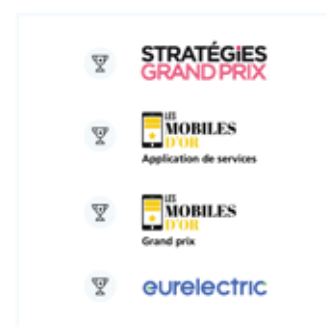 STRATÉGIES
GRAND PRIX
LES
MOBILES
D'OR
Application de services
LES
MOBILES
D'OR
Grand prix
eurelectric